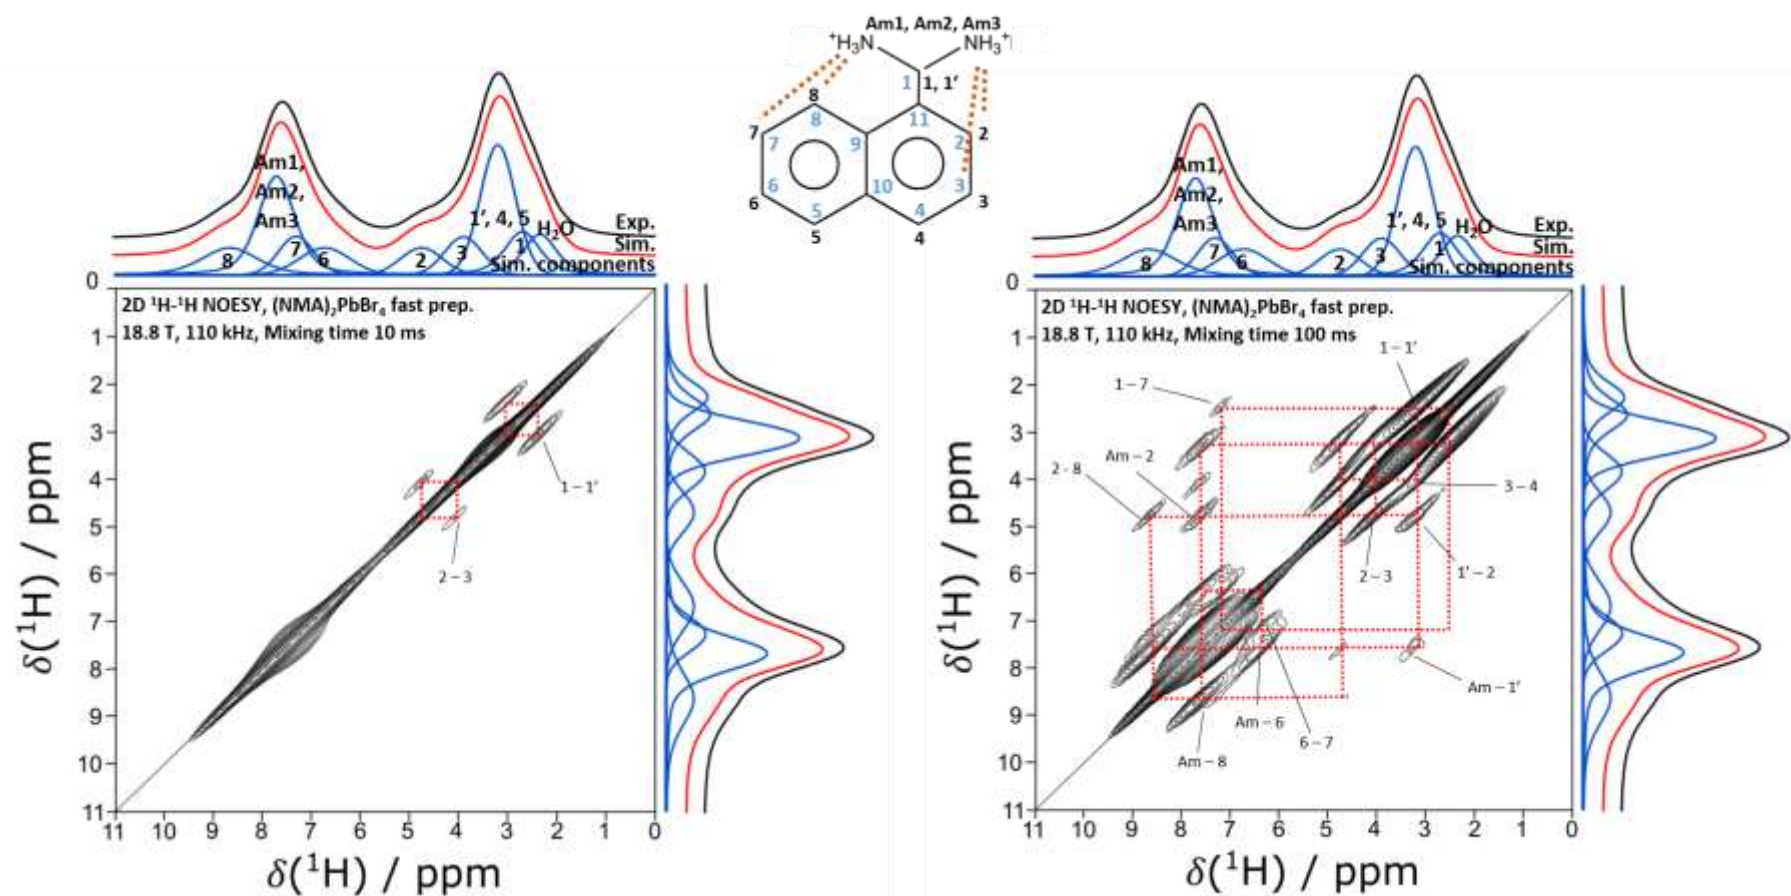 Am1, Am2, Am3
⁺H₃N
NH₃⁺
1
1, 1'
8
8
11
7
7
9
2
2
6
6
10
3
3
5
5
4
4
Am1,
Am2,
Am3
1', 4, 5
H₂O
Exp.
Sim.
Sim. components
8
7
6
2
3
1
2D ¹H-¹H NOESY, (NMA)₂PbBr₄ fast prep.
18.8 T, 110 kHz, Mixing time 10 ms
0
1
2
3
4
5
6
7
8
9
10
11
δ(¹H) / ppm
1 – 1'
2 – 3
11 10 9 8 7 6 5 4 3 2 1 0
δ(¹H) / ppm
Am1,
Am2,
Am3
1', 4, 5
H₂O
Exp.
Sim.
Sim. components
8
7
6
2
3
1
2D ¹H-¹H NOESY, (NMA)₂PbBr₄ fast prep.
18.8 T, 110 kHz, Mixing time 100 ms
0
1
2
3
4
5
6
7
8
9
10
11
δ(¹H) / ppm
1 – 1'
1 – 7
Am – 2
2 - 8
3 – 4
2 – 3
1' – 2
Am – 1'
Am – 6
6 – 7
Am – 8
11 10 9 8 7 6 5 4 3 2 1 0
δ(¹H) / ppm